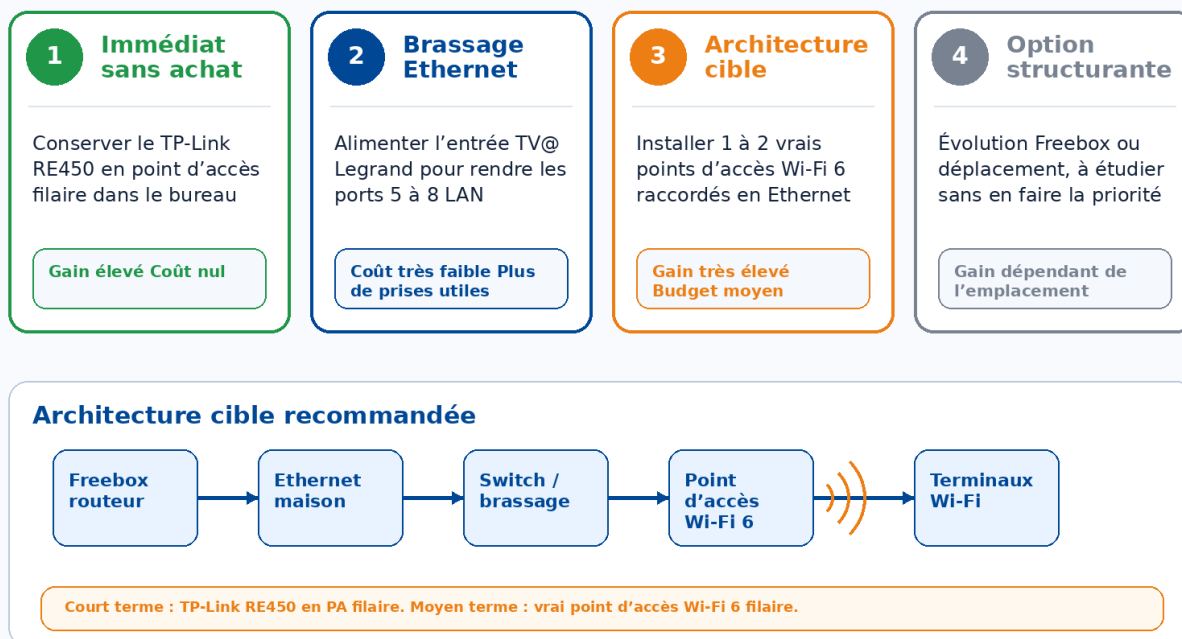 1
Immédiat
sans achat
Conserver le TP-Link
RE450 en point d’accès
filaire dans le bureau
Gain élevé Coût nul
2
Brassage
Ethernet
Alimenter l’entrée TV@
Legrand pour rendre les
ports 5 à 8 LAN
Coût très faible Plus
de prises utiles
3
Architecture
cible
Installer 1 à 2 vrais
points d’accès Wi-Fi 6
raccordés en Ethernet
Gain très élevé
Budget moyen
4
Option
structurante
Évolution Freebox ou
déplacement, à étudier
sans en faire la priorité
Gain dépendant de
l’emplacement
Architecture cible recommandée
Freebox
routeur
Ethernet
maison
Switch /
brassage
Point
d’accès
Wi-Fi 6
Terminaux
Wi-Fi
Court terme : TP-Link RE450 en PA filaire. Moyen terme : vrai point d’accès Wi-Fi 6 filaire.